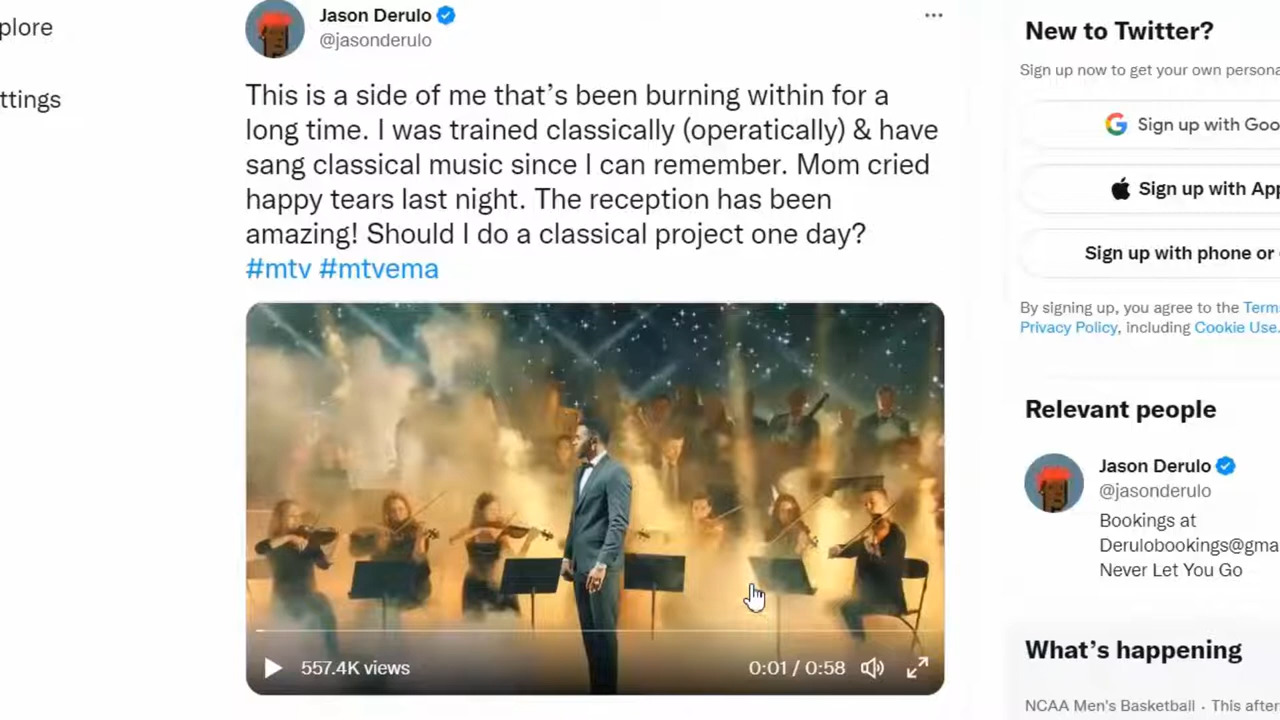 plore
ttings
Jason Derulo
@jasonderulo
This is a side of me that’s been burning within for a
long time. I was trained classically (operatically) & have
sang classical music since I can remember. Mom cried
happy tears last night. The reception has been
amazing! Should I do a classical project one day?
#mtv #mtvema
557.4K views
0:01 / 0:58
New to Twitter?
Sign up now to get your own persona
Sign up with Goo
Sign up with App
Sign up with phone or
By signing up, you agree to the Term
Privacy Policy, including Cookie Use.
Relevant people
Jason Derulo
@jasonderulo
Bookings at
Derulobookings@gma
Never Let You Go
What’s happening
NCAA Men's Basketball · This after